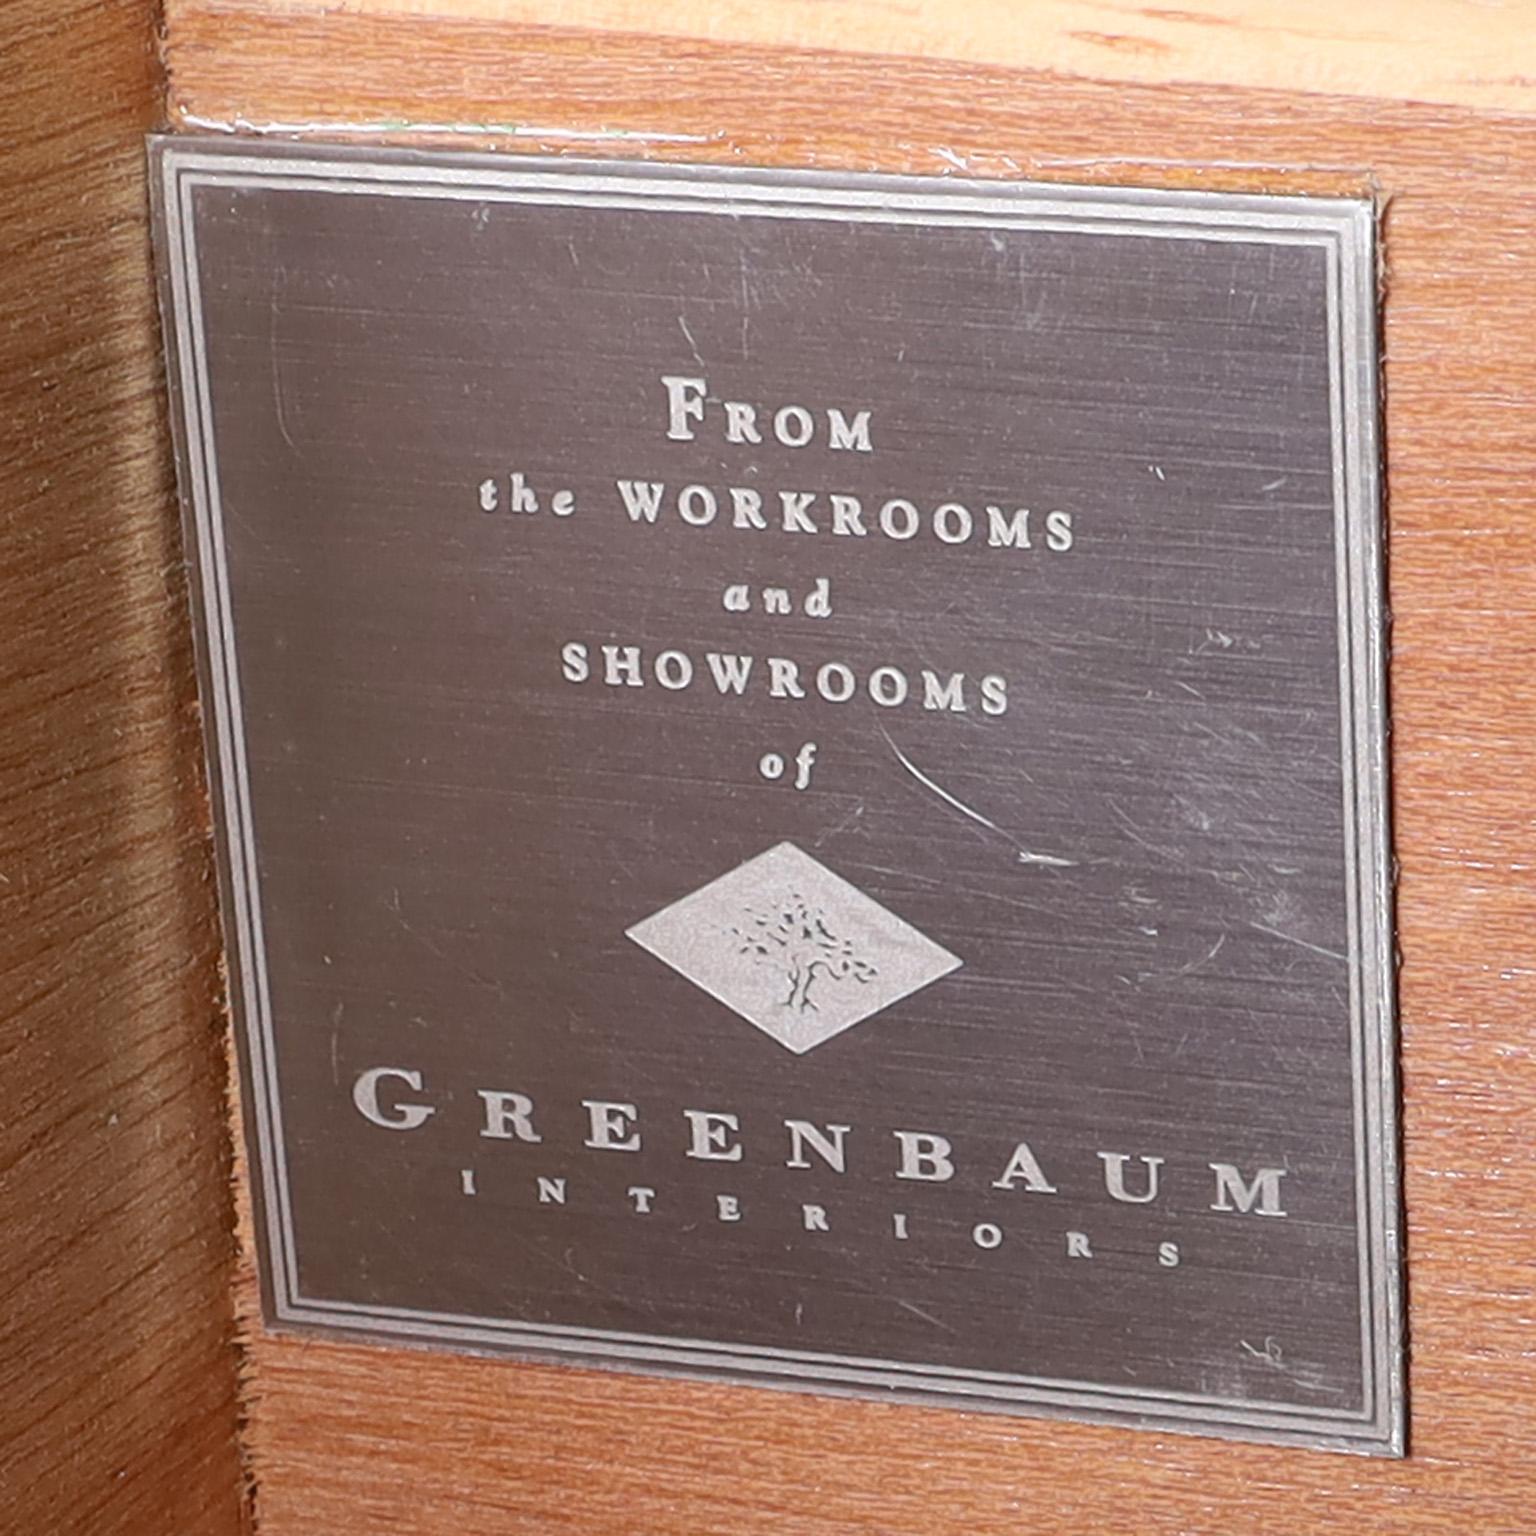 FROM
the WORKROOMS
and
SHOWROOMS
of
GREENBAUM
INTERIORS